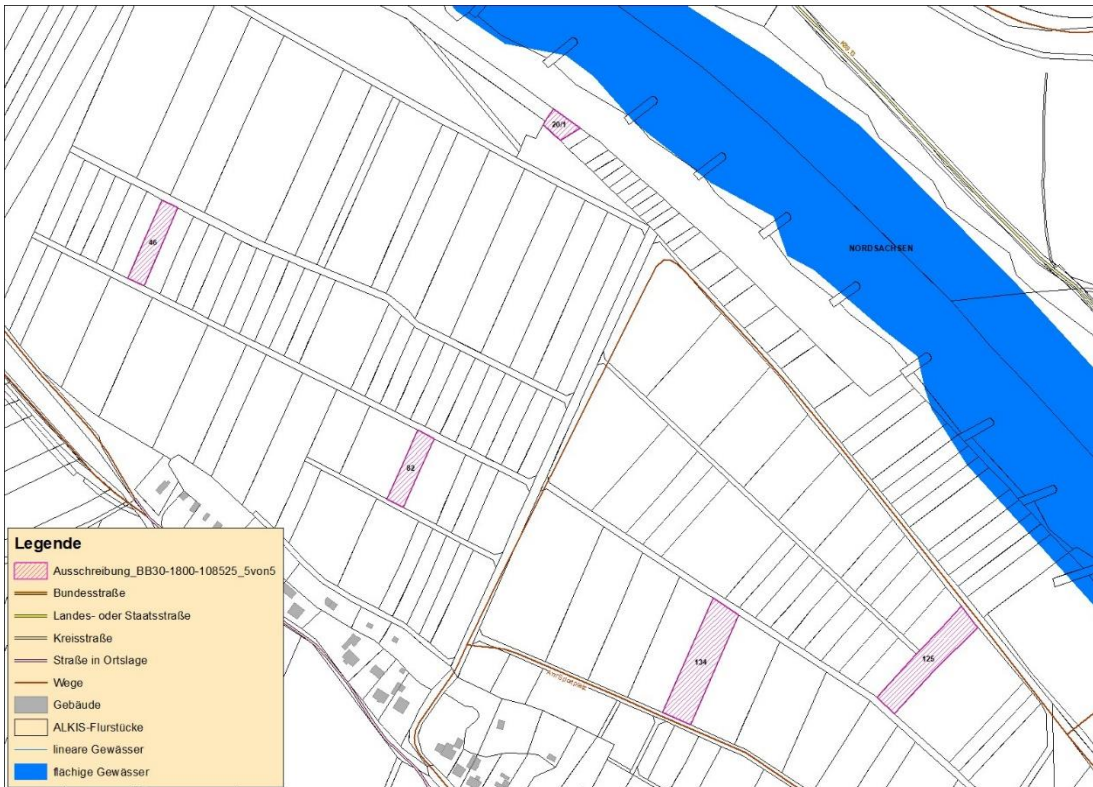 20/1
46
NORDSACHSEN
62
134
125
Legende
Ausschreibung_BB30-1800-108525_5von5
Bundesstraße
Landes- oder Staatsstraße
Kreisstraße
Straße in Ortslage
Wege
Gebäude
ALKIS-Flurstücke
lineare Gewässer
flächige Gewässer